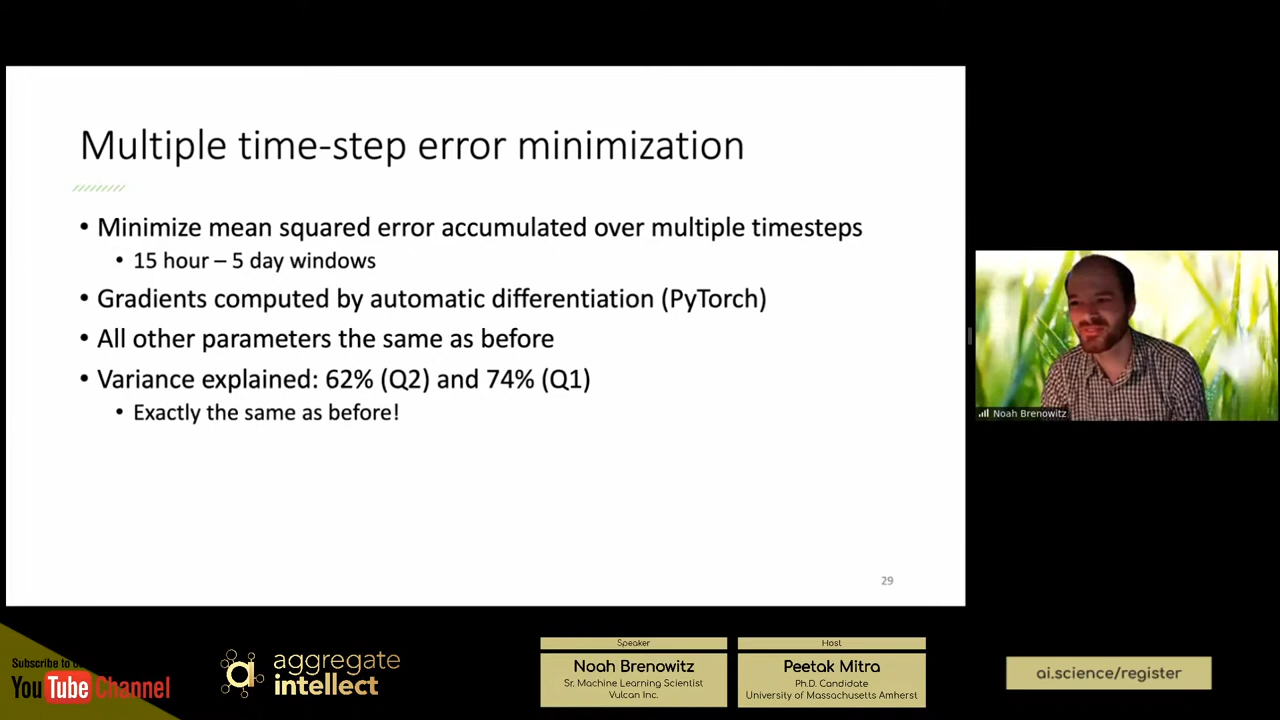 Multiple time-step error minimization
• Minimize mean squared error accumulated over multiple timesteps
• 15 hour – 5 day windows
• Gradients computed by automatic differentiation (PyTorch)
• All other parameters the same as before
• Variance explained: 62% (Q2) and 74% (Q1)
• Exactly the same as before!
29
Noah Brenowitz
Subscribe to
YouTube Channel
aggregate
intellect
Speaker
Noah Brenowitz
Sr. Machine Learning Scientist
Vulcan Inc.
Host
Peetak Mitra
Ph.D. Candidate
University of Massachusetts Amherst
ai.science/register